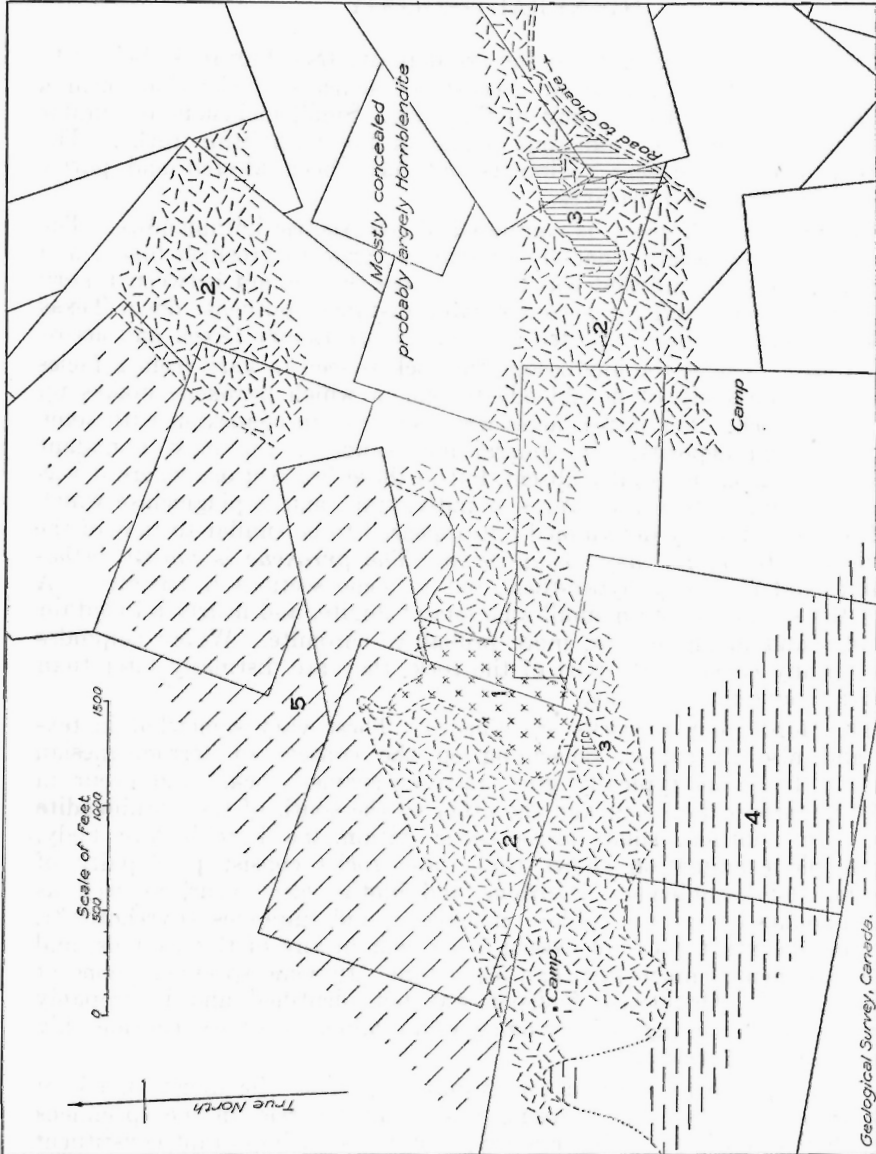 True North
Scale of Feet
0 500 1000 1500
5
2
Mostly concealed
probably largely Hornblendite
2
1
3
3
2
Road to Choate
Camp
Camp
4
Geological Survey, Canada.